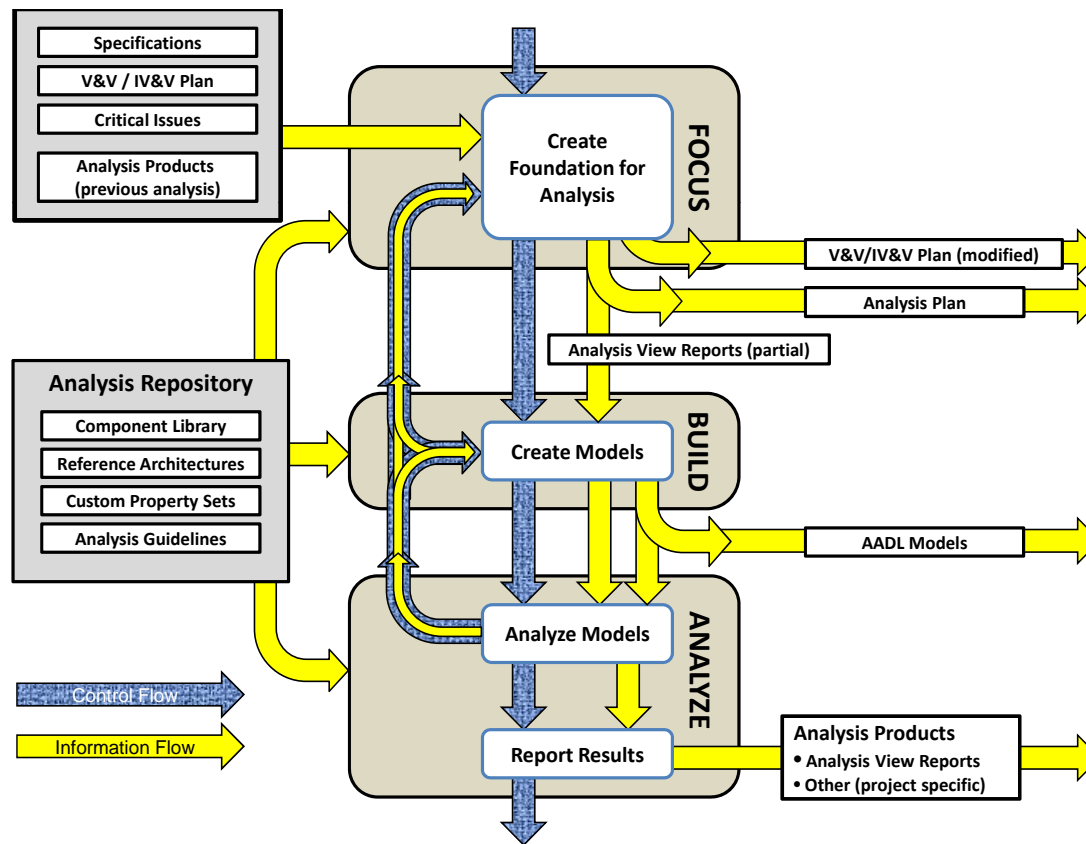 Specifications
V&V / IV&V Plan
Critical Issues
Analysis Products
(previous analysis)
Create
Foundation for
Analysis
FOCUS
V&V/IV&V Plan (modified)
Analysis Plan
Analysis View Reports (partial)
Analysis Repository
Component Library
Reference Architectures
Custom Property Sets
Analysis Guidelines
Create Models
BUILD
AADL Models
Analyze Models
ANALYZE
Control Flow
Information Flow
Report Results
Analysis Products
• Analysis View Reports
• Other (project specific)